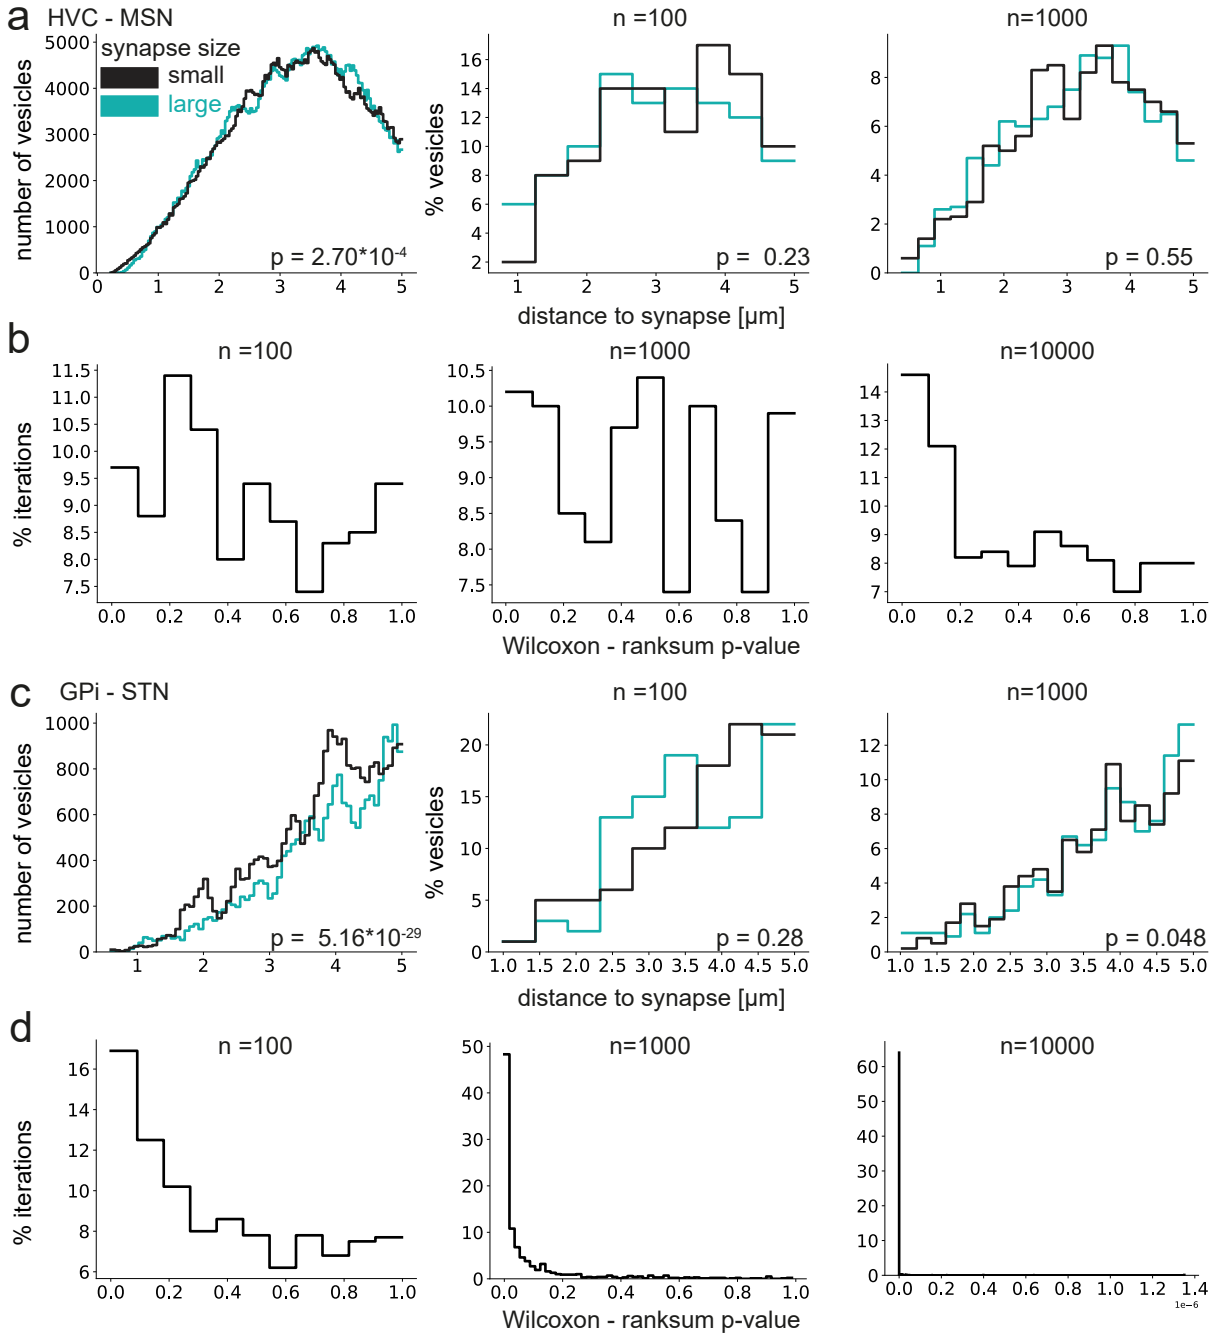 a HVC - MSN
synapse size
small
large
number of vesicles
5000
4000
3000
2000
1000
0
0 1 2 3 4 5
p = 2.70*10-4
n =100
% vesicles
16
14
12
10
8
6
4
2
1 2 3 4 5
p = 0.23
distance to synapse [µm]
n=1000
8
6
4
2
0
1 2 3 4 5
p = 0.55
b
n =100
% iterations
11.5
11.0
10.5
10.0
9.5
9.0
8.5
8.0
7.5
0.0 0.2 0.4 0.6 0.8 1.0
n=1000
10.5
10.0
9.5
9.0
8.5
8.0
7.5
0.0 0.2 0.4 0.6 0.8 1.0
Wilcoxon - ranksum p-value
n=10000
14
13
12
11
10
9
8
7
0.0 0.2 0.4 0.6 0.8 1.0
c GPi - STN
number of vesicles
1000
800
600
400
200
0
1 2 3 4 5
p = 5.16*10-29
n =100
% vesicles
20
15
10
5
0
1.0 1.5 2.0 2.5 3.0 3.5 4.0 4.5 5.0
p = 0.28
distance to synapse [µm]
n=1000
12
10
8
6
4
2
0
1.0 1.5 2.0 2.5 3.0 3.5 4.0 4.5 5.0
p = 0.048
d
n =100
% iterations
16
14
12
10
8
6
0.0 0.2 0.4 0.6 0.8 1.0
n=1000
50
40
30
20
10
0
0.0 0.2 0.4 0.6 0.8 1.0
Wilcoxon - ranksum p-value
n=10000
60
50
40
30
20
10
0
0.0 0.2 0.4 0.6 0.8 1.0 1.2 1.4
1e-6